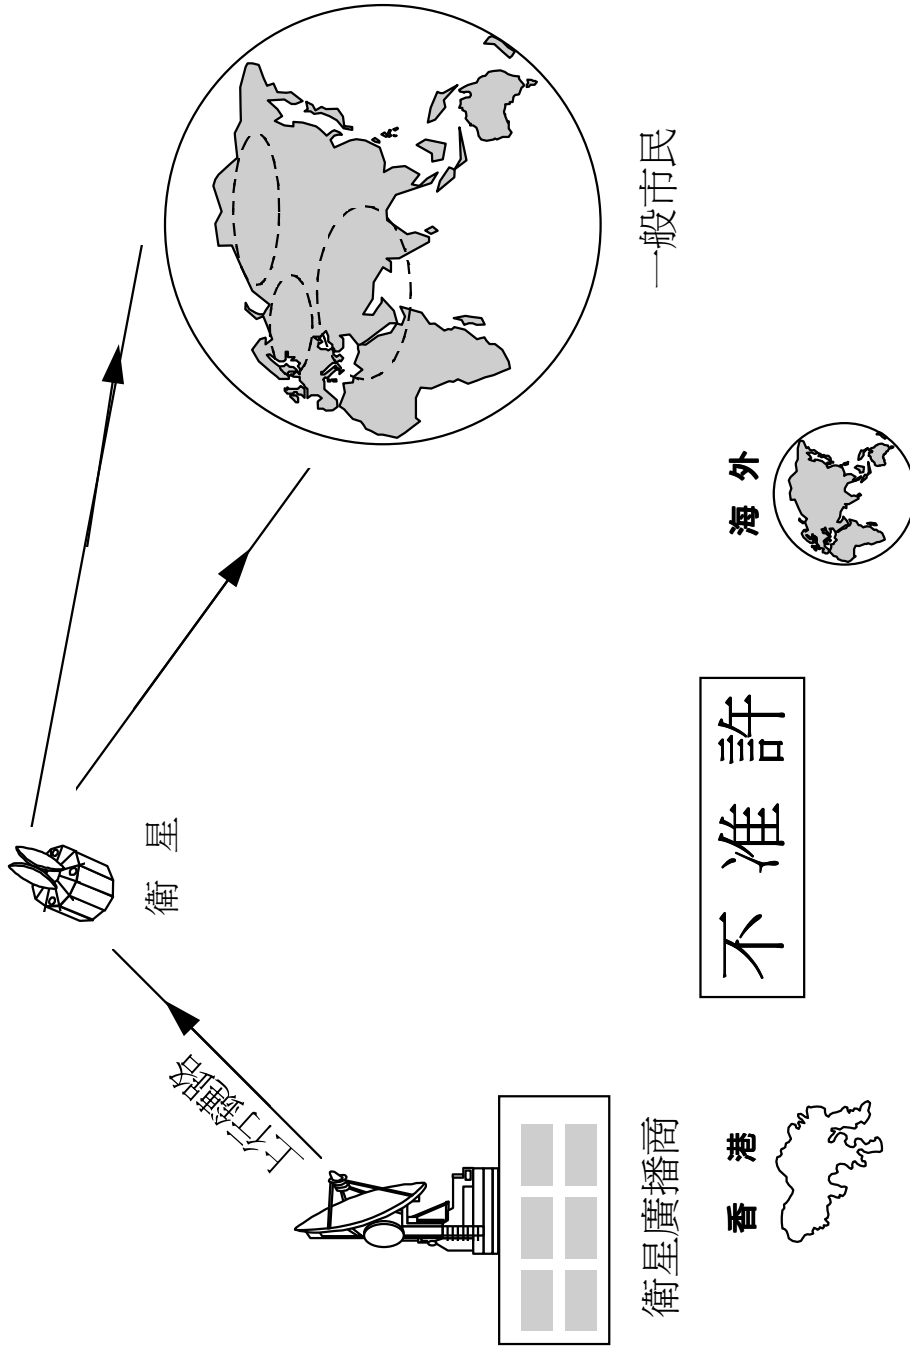 上行鏈路
衛 星
衛星廣播商
一般市民
香 港
不 准 許
海 外